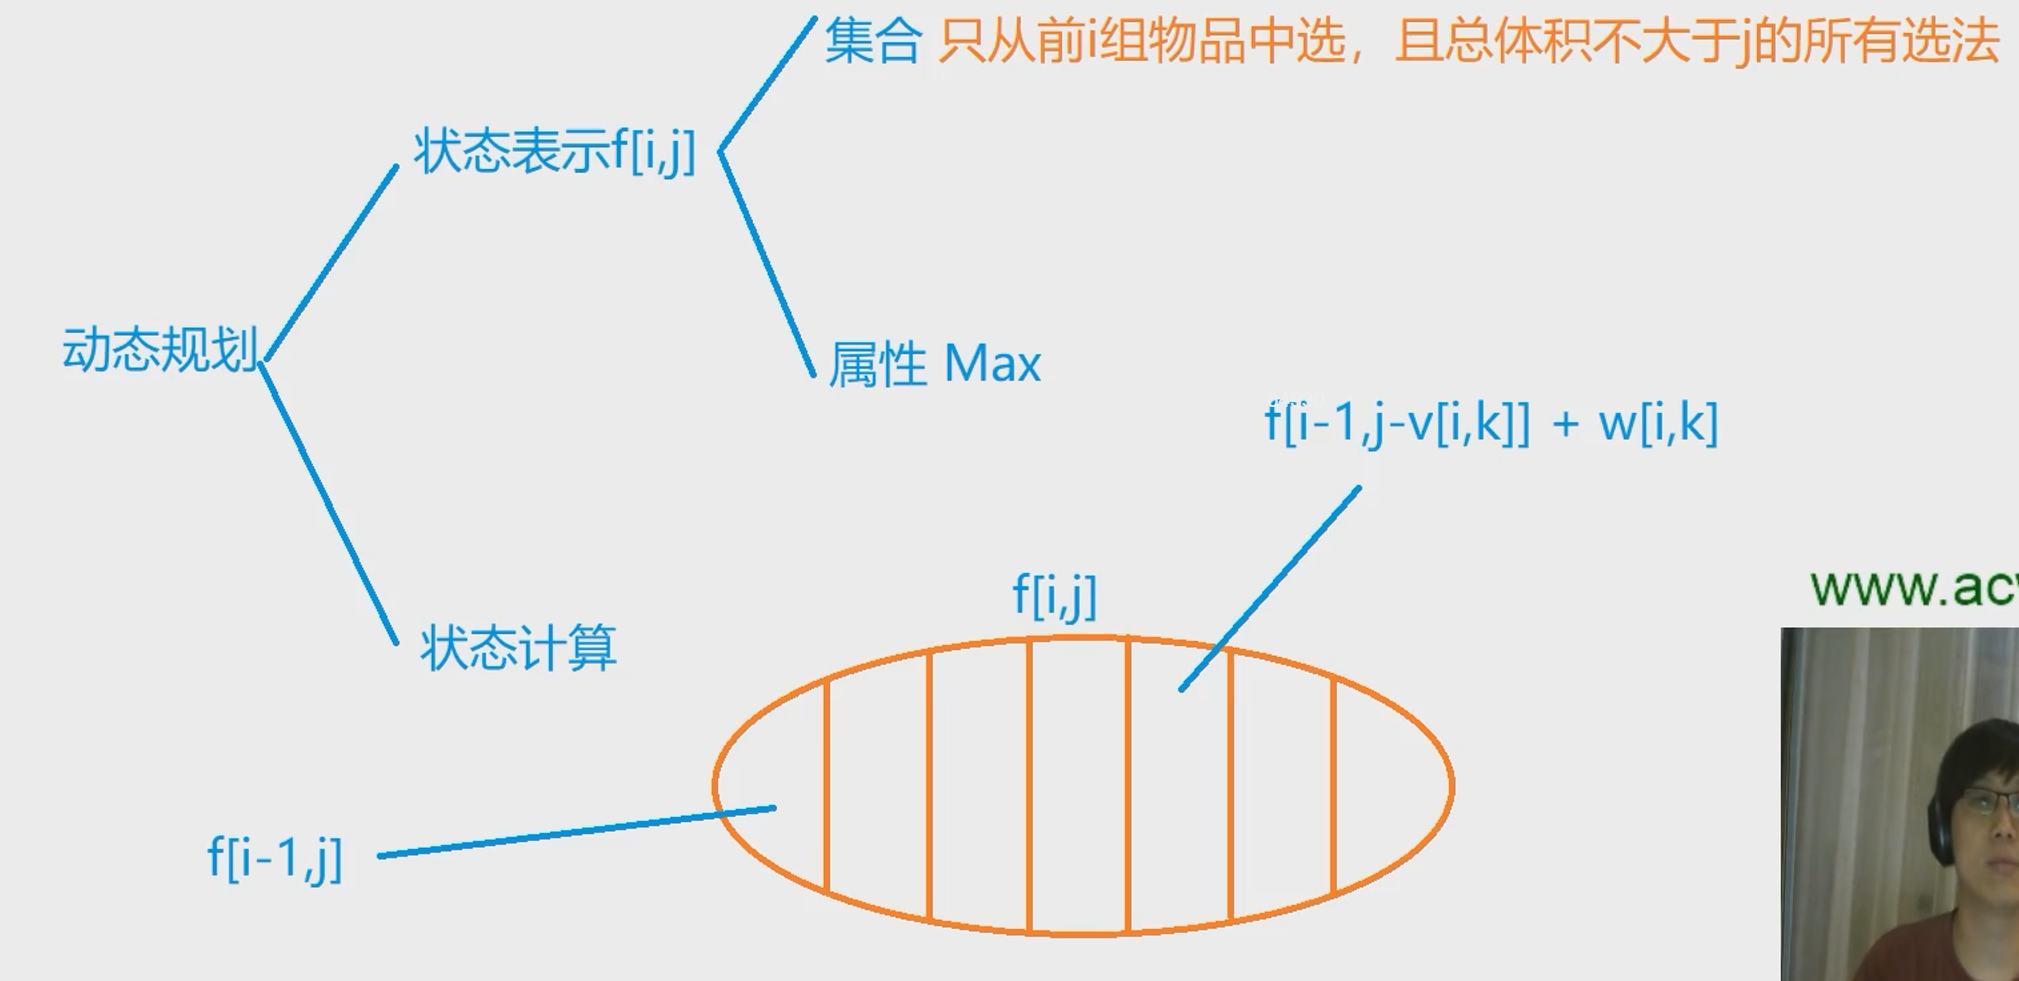 集合 只从前i组物品中选，且总体积不大于j的所有选法
状态表示f[i,j]
动态规划
属性 Max
f[i-1,j-v[i,k]] + w[i,k]
f[i,j]
www.ac
状态计算
f[i-1,j]